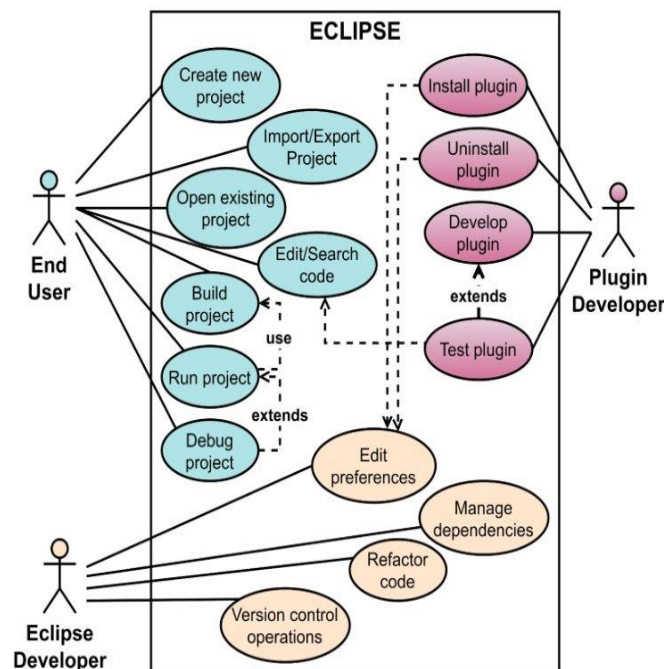 ECLIPSE
Create new
project
Install plugin
Import/Export
Project
Uninstall
plugin
Open existing
project
Develop
plugin
End
User
Edit/Search
code
Plugin
Developer
Build
project
extends
use
Run project
Test plugin
extends
Debug
project
Edit
preferences
Manage
dependencies
Refactor
code
Version control
operations
Eclipse
Developer